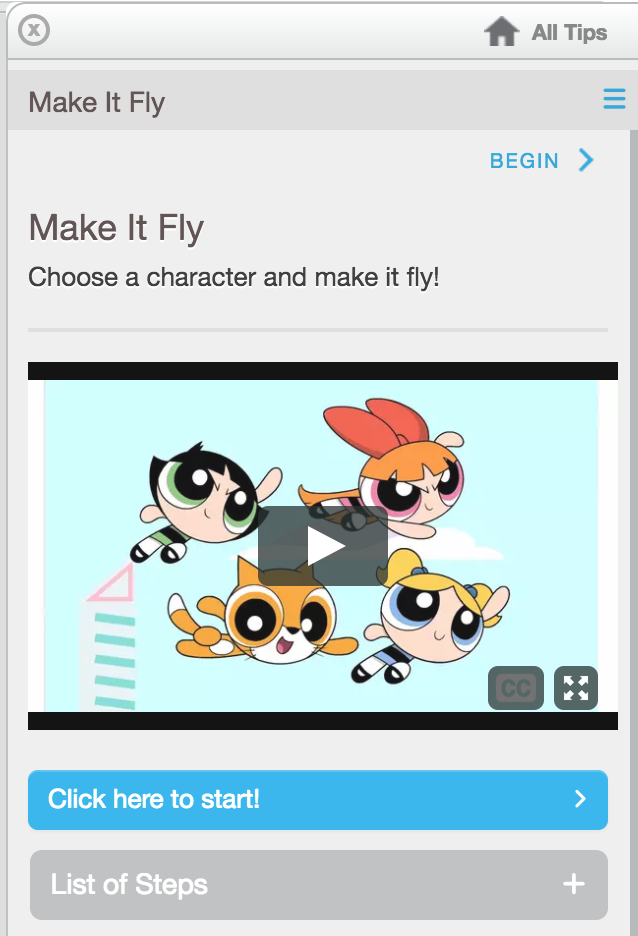 All Tips
Make It Fly
BEGIN
Make It Fly
Choose a character and make it fly!
CC
Click here to start!
List of Steps